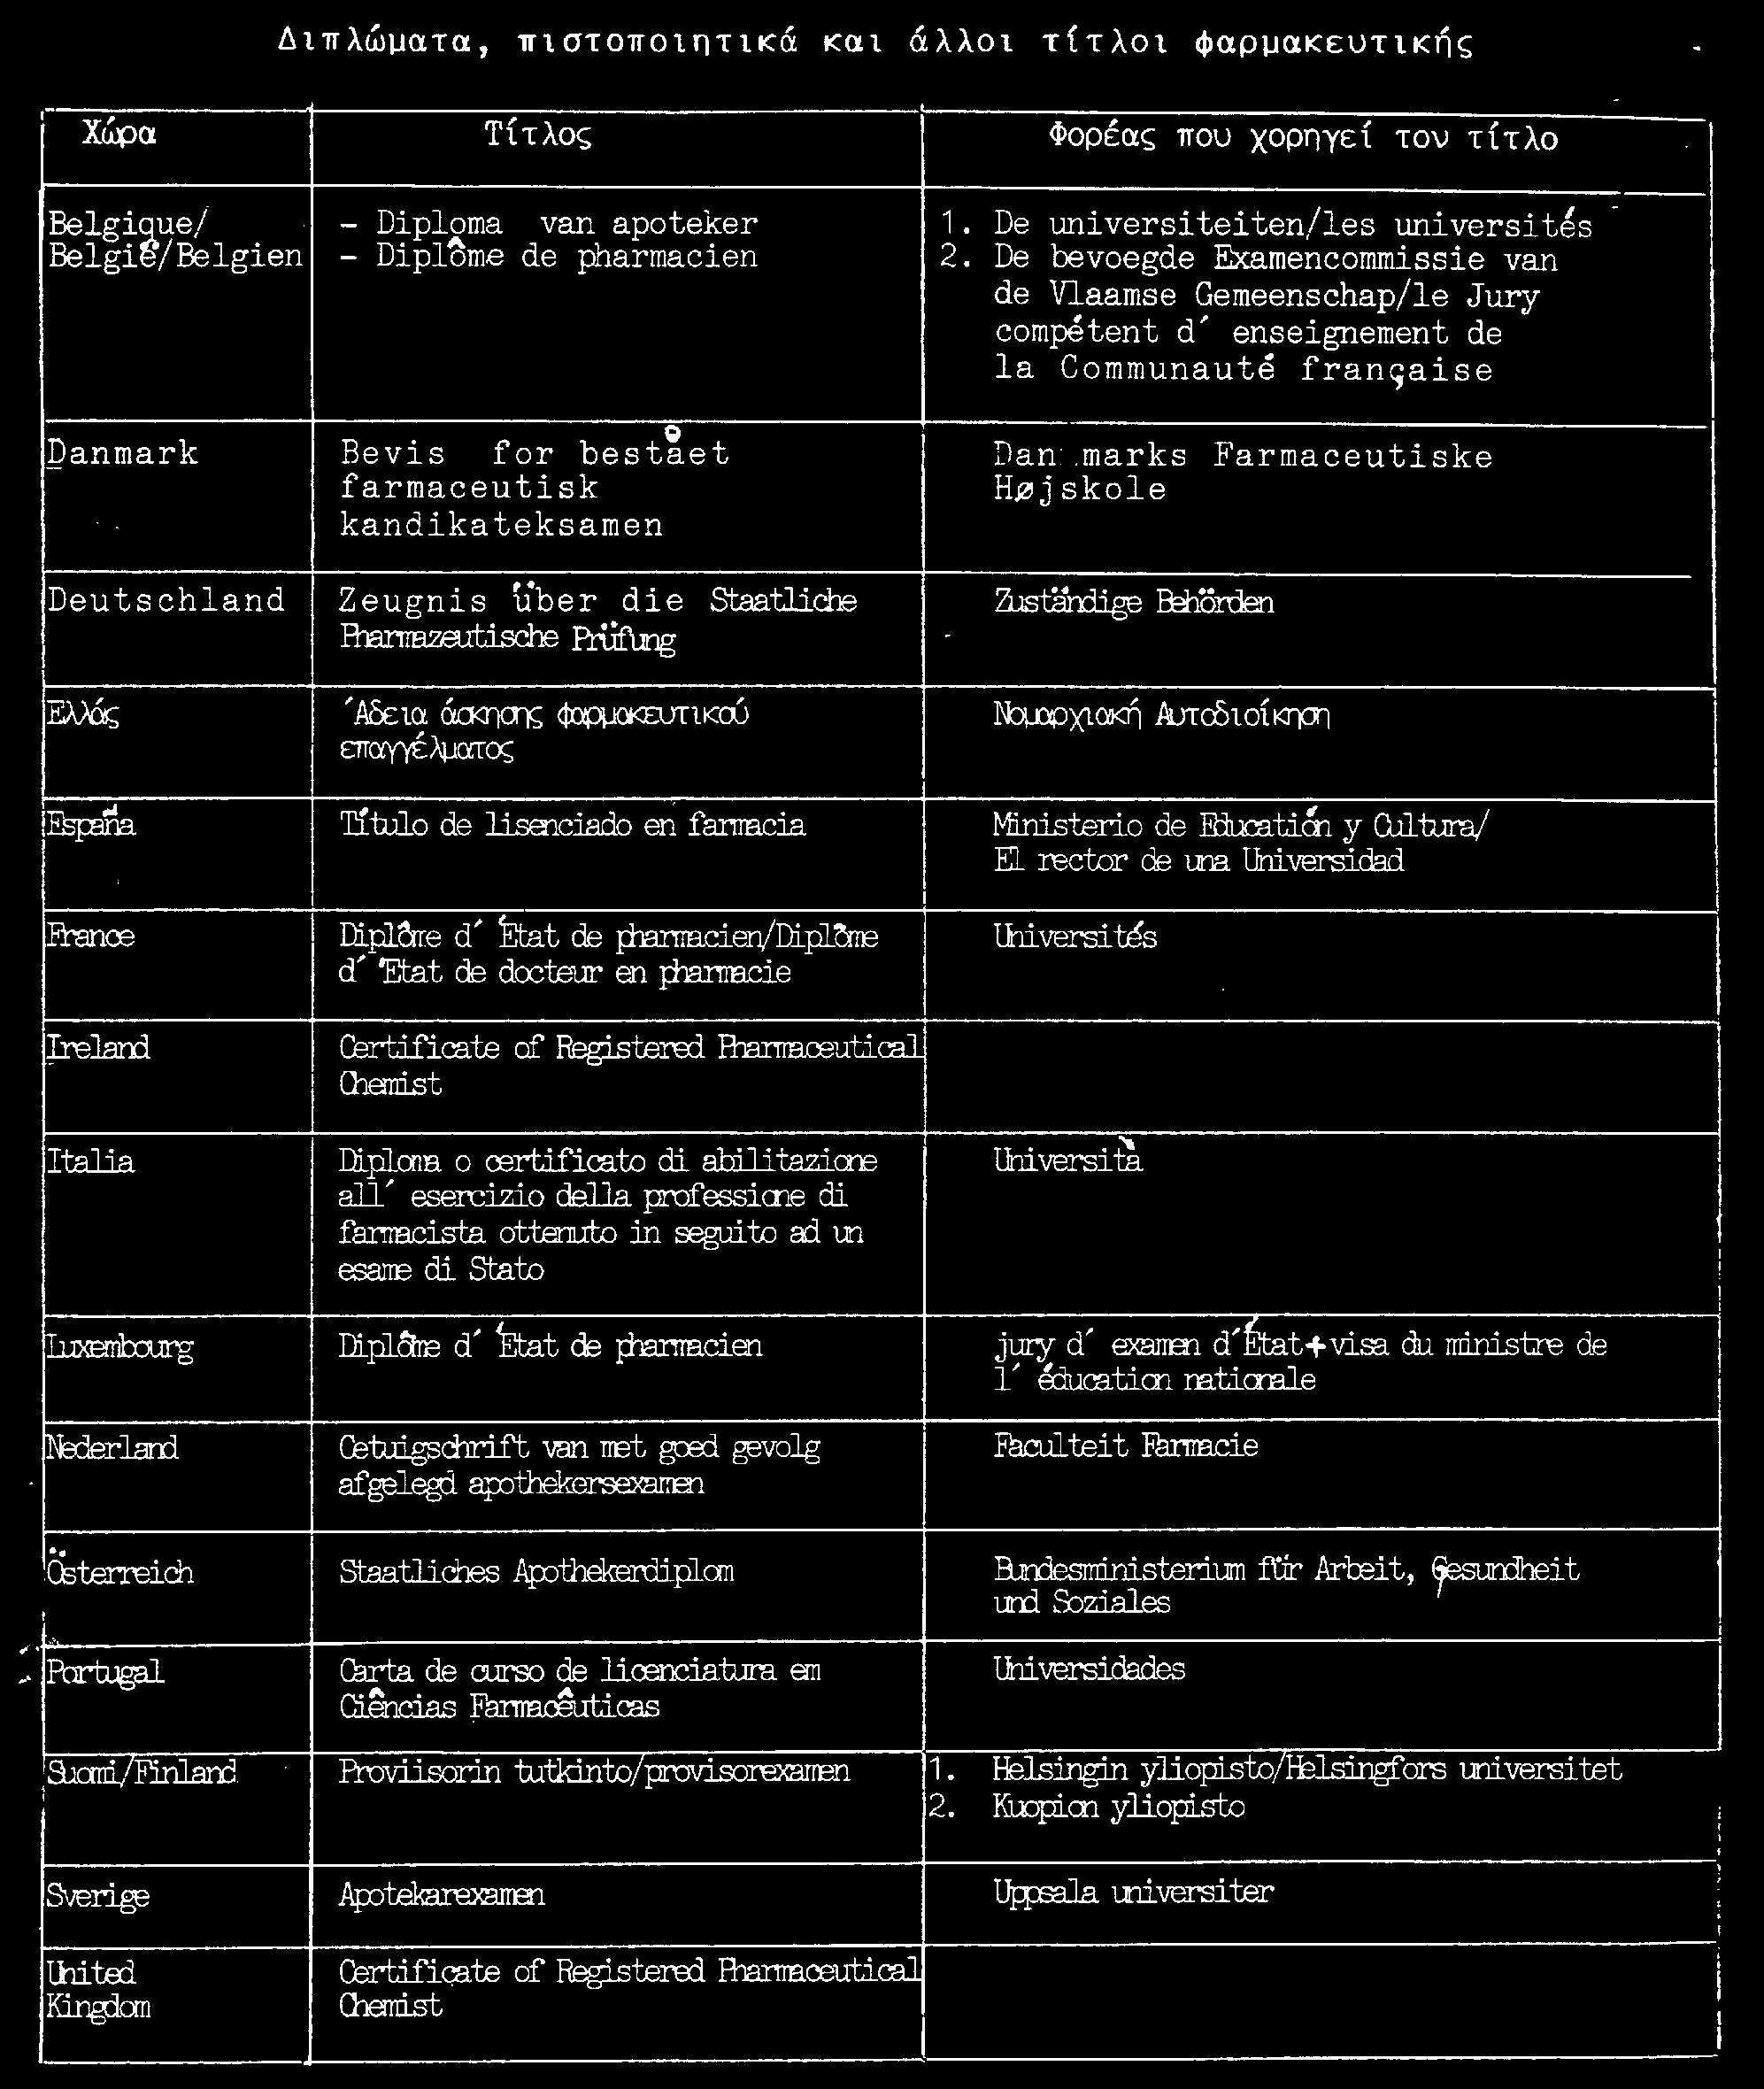 Διπλώματα, πιστοποιητικά και άλλοι τίτλοι φαρμακευτικής
Χώρα Τίτλος Φορέας που χορηγεί τον τίτλο
Belgique/ - Diploma van apoteker 1. De universiteiten/les universités
België/Belgien - Diplôme de pharmacien 2. De bevoegde Examencommissie van
de Vlaamse Gemeenschap/le Jury
compétent d´ enseignement de
la Communauté française
Danmark Bevis for bestået Danmarks Farmaceutiske
farmaceutisk Højskole
kandikateksamen
Deutschland Zeugnis über die Staatliche Zuständige Behörden
Pharmazeutische Prüfung
Ελλάς Άδεια άσκησης φαρμακευτικού Νομαρχιακή Αυτοδιοίκηση
επαγγέλματος
España Título de lisenciado en farmacia Ministerio de Educatión y Cultura/
El rector de una Universidad
France Diplôme d´ État de pharmacien/Diplôme Universités
d´ État de docteur en pharmacie
Ireland Certificate of Registered Pharmaceutical
Chemist
Italia Diploma o certificato di abilitazione Università
all´ esercizio della professione di
farmacista ottenuto in seguito ad un
esame di Stato
Luxembourg Diplôme d´ État de pharmacien jury d´ examen d´État+visa du ministre de
l´ éducation nationale
Nederland Cetuigschrift van met goed gevolg Faculteit Farmacie
afgelegd apothekersexamen
Österreich Staatliches Apothekerdiplom Bundesministerium für Arbeit, Gesundheit
und Soziales
Portugal Carta de curso de licenciatura em Universidades
Ciências Farmacêuticas
Suomi/Finland Proviisorin tutkinto/provisorexamen 1. Helsingin yliopisto/Helsingfors universitet
2. Kuopion yliopisto
Sverige Apotekarexamen Uppsala universiter
United Certificate of Registered Pharmaceutical
Kingdom Chemist